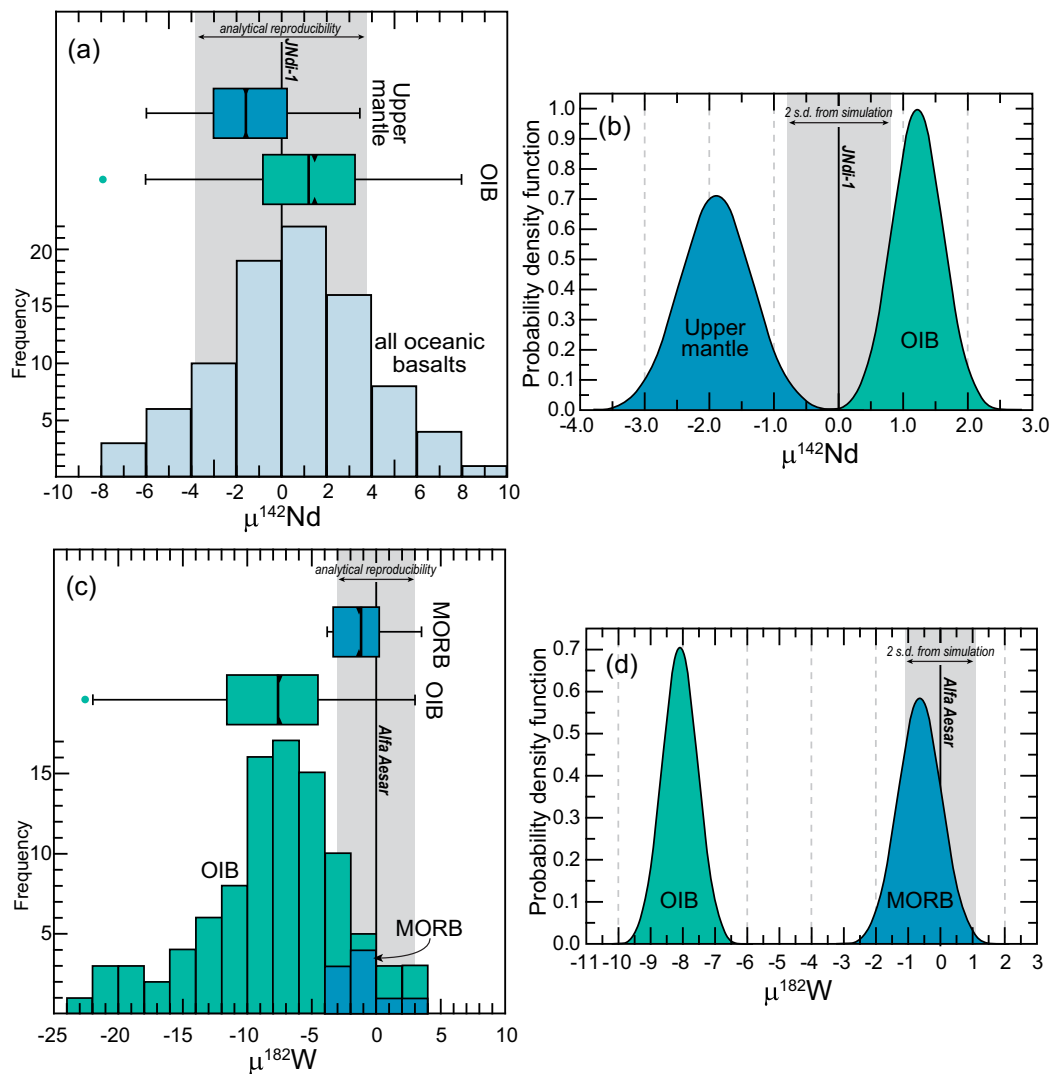 (a)
analytical reproducibility
JNdi-1
Upper
mantle
OIB
20
15
10
5
Frequency
all oceanic
basalts
-10 -8 -6 -4 -2 0 2 4 6 8 10
μ¹⁴²Nd
(b)
2 s.d. from simulation
JNdi-1
1.0
0.9
0.8
0.7
0.6
0.5
0.4
0.3
0.2
0.1
0.0
Probability density function
Upper
mantle
OIB
-4.0 -3.0 -2.0 -1.0 0.0 1.0 2.0 3.0
μ¹⁴²Nd
(c)
analytical reproducibility
MORB
OIB
Alfa Aesar
15
10
5
Frequency
OIB
MORB
-20 -15 -10 -5 0 5 10
-24
μ¹⁸²W
(d)
2 s.d. from simulation
Alfa Aesar
0.7
0.6
0.5
0.4
0.3
0.2
0.1
0.0
Probability density function
OIB
MORB
-11 -10 -9 -8 -7 -6 -5 -4 -3 -2 -1 0 1 2 3
μ¹⁸²W